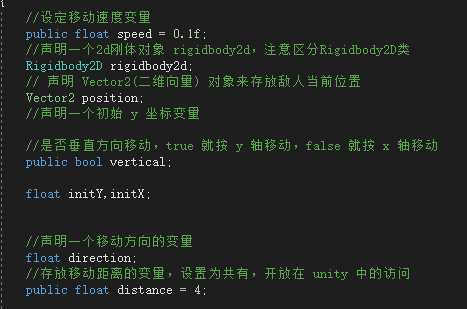 {
//设定移动速度变量
public float speed = 0.1f;
//声明一个2d刚体对象 rigidbody2d，注意区分Rigidbody2D类
Rigidbody2D rigidbody2d;
// 声明 Vector2(二维向量) 对象来存放敌人当前位置
Vector2 position;
//声明一个初始 y 坐标变量
//是否垂直方向移动，true 就按 y 轴移动，false 就按 x 轴移动
public bool vertical;
float initY,initX;
//声明一个移动方向的变量
float direction;
//存放移动距离的变量，设置为共有，开放在 unity 中的访问
public float distance = 4;